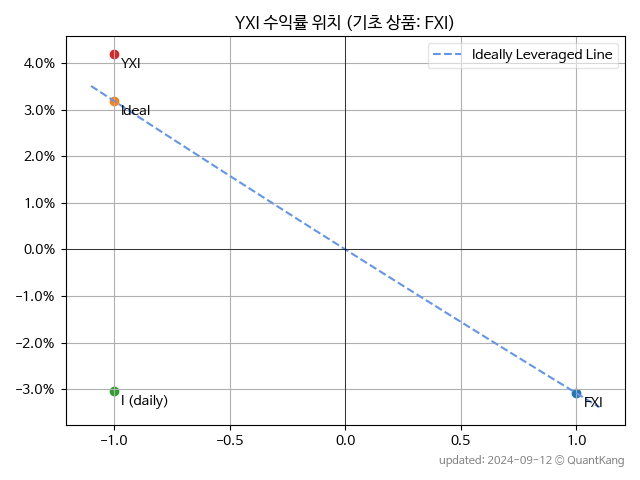 YXI 수익률 위치 (기초 상품: FXI)
Ideally Leveraged Line
4.0%
3.0%
2.0%
1.0%
0.0%
−1.0%
−2.0%
−3.0%
YXI
Ideal
I (daily)
FXI
−1.0
−0.5
0.0
0.5
1.0
updated: 2024-09-12 © QuantKang